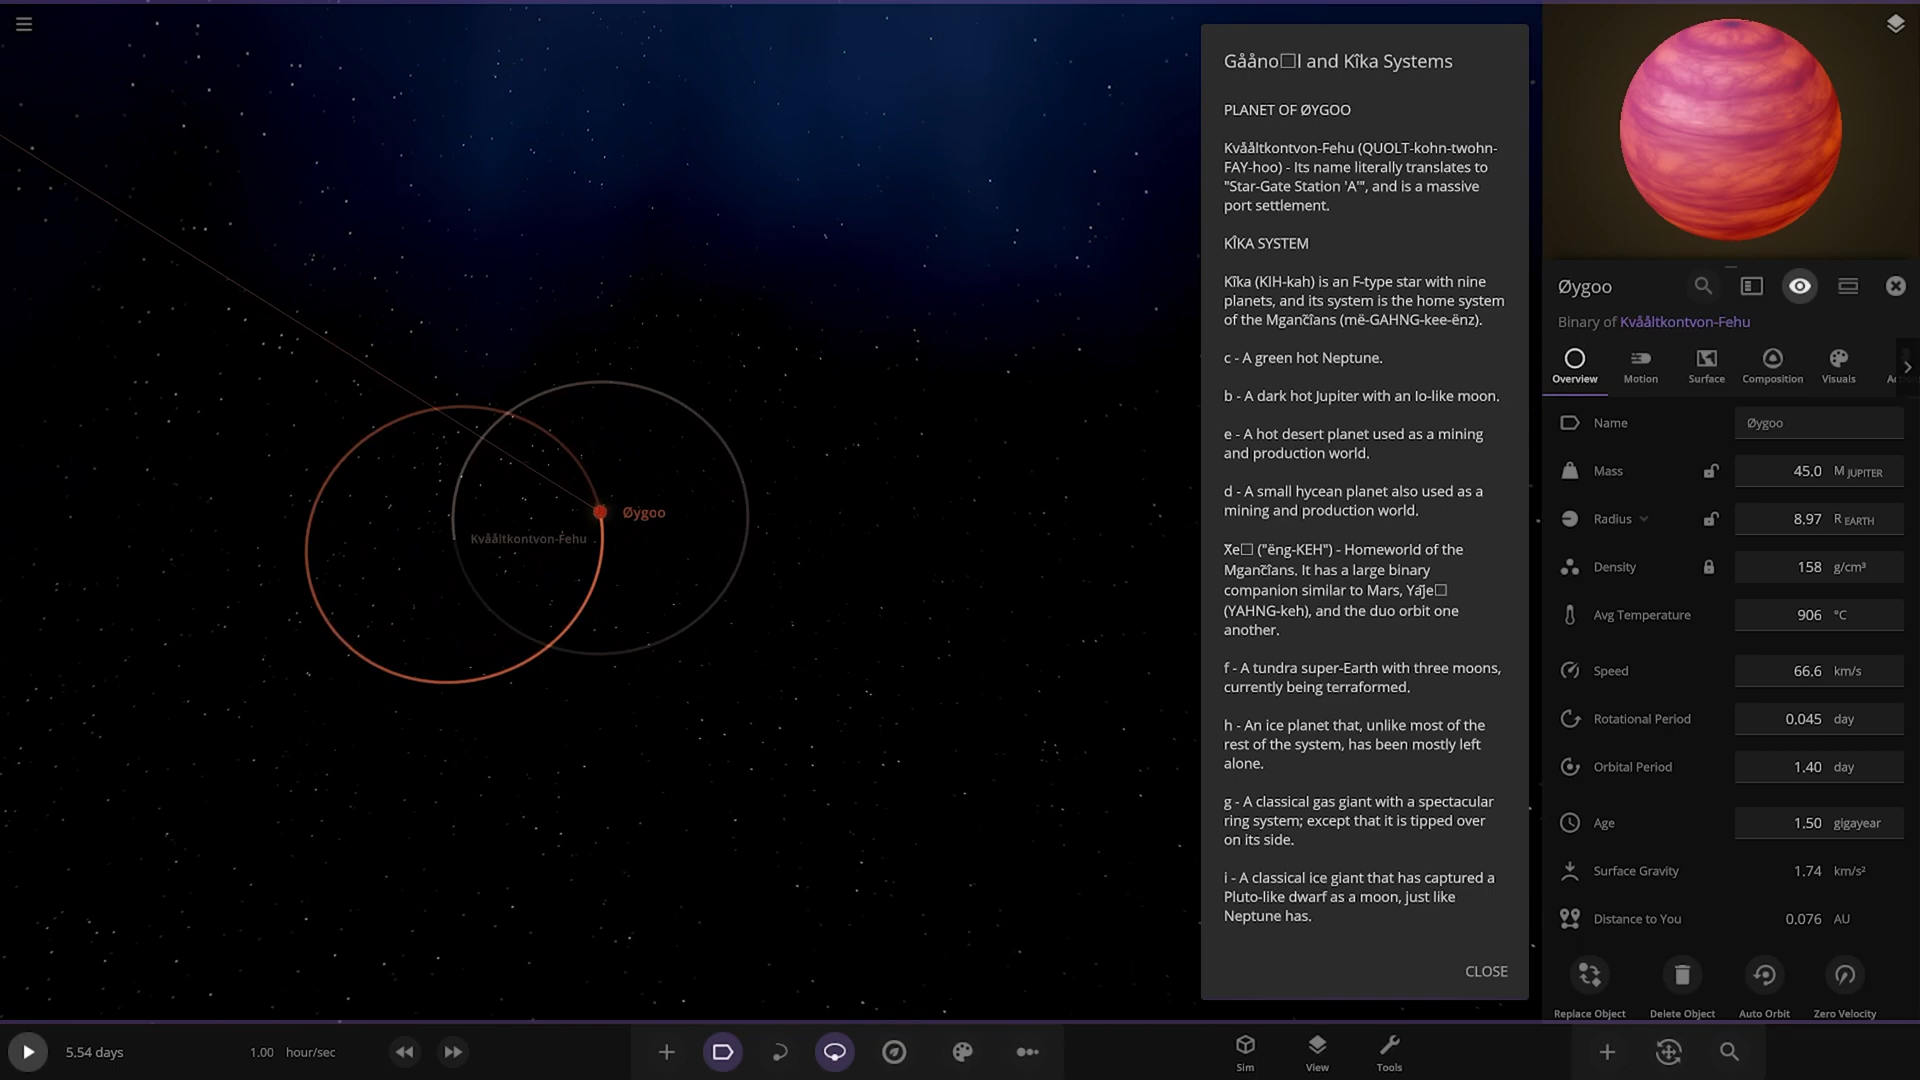 Gååno□l and Kîka Systems
PLANET OF ØYGOO
Kvååltkontvon-Fehu (QUOLT-kohn-twohn-
FAY-hoo) - Its name literally translates to
"Star-Gate Station 'A'", and is a massive
port settlement.
KÎKA SYSTEM
Kîka (KIH-kah) is an F-type star with nine
planets, and its system is the home system
of the (më-GAHNG-kee-ënz).
c - A green hot Neptune.
b - A dark hot Jupiter with an Io-like moon.
e - A hot desert planet used as a mining
and production world.
d - A small hycean planet also used as a
mining and production world.
("ëng-KEH") - Homeworld of the
It has a large binary
companion similar to Mars,
(YAHNG-keh), and the duo orbit one
another.
f - A tundra super-Earth with three moons,
currently being terraformed.
h - An ice planet that, unlike most of the
rest of the system, has been mostly left
alone.
g - A classical gas giant with a spectacular
ring system; except that it is tipped over
on its side.
i - A classical ice giant that has captured a
Pluto-like dwarf as a moon, just like
Neptune has.
CLOSE
Øygoo
Kvååltkontvon-Fehu
Øygoo
Binary of Kvååltkontvon-Fehu
Overview
Motion
Surface
Composition
Visuals
Name Øygoo
Mass 45.0 M JUPITER
Radius 8.97 R EARTH
Density 158 g/cm³
Avg Temperature 906 °C
Speed 66.6 km/s
Rotational Period 0.045 day
Orbital Period 1.40 day
Age 1.50 gigayear
Surface Gravity 1.74 km/s²
Distance to You 0.076 AU
Replace Object
Delete Object
Auto Orbit
Zero Velocity
5.54 days
1.00 hour/sec
Sim
View
Tools